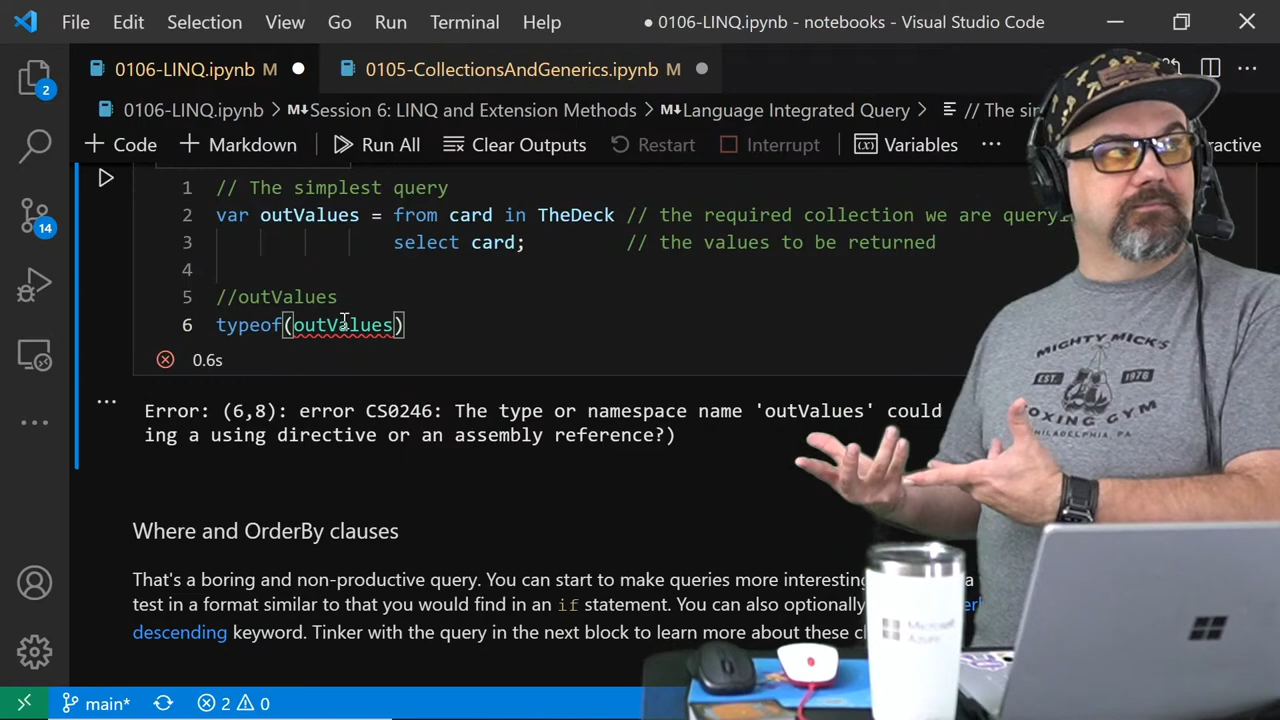 File Edit Selection View Go Run Terminal Help
● 0106-LINQ.ipynb - notebooks - Visual Studio Code
0106-LINQ.ipynb M ●
0105-CollectionsAndGenerics.ipynb M ●
0106-LINQ.ipynb > M↓Session 6: LINQ and Extension Methods > M↓Language Integrated Query > // The
+ Code + Markdown Run All Clear Outputs Restart Interrupt Variables ...
1 // The simplest query
2 var outValues = from card in TheDeck // the required collection we are
3 select card; // the values to be returned
4
5 //outValues
6 typeof(outValues)
0.6s
Error: (6,8): error CS0246: The type or namespace name 'outValues' could
ing a using directive or an assembly reference?)
Where and OrderBy clauses
That's a boring and non-productive query. You can start to make queries more interesting
test in a format similar to that you would find in an if statement. You can also optionally
descending keyword. Tinker with the query in the next block to learn more about these
main* 2 0
2
14
MIGHTY MICK'S
EST. 1976
BOXING GYM
PHILADELPHIA, PA.
Microsoft
Azure